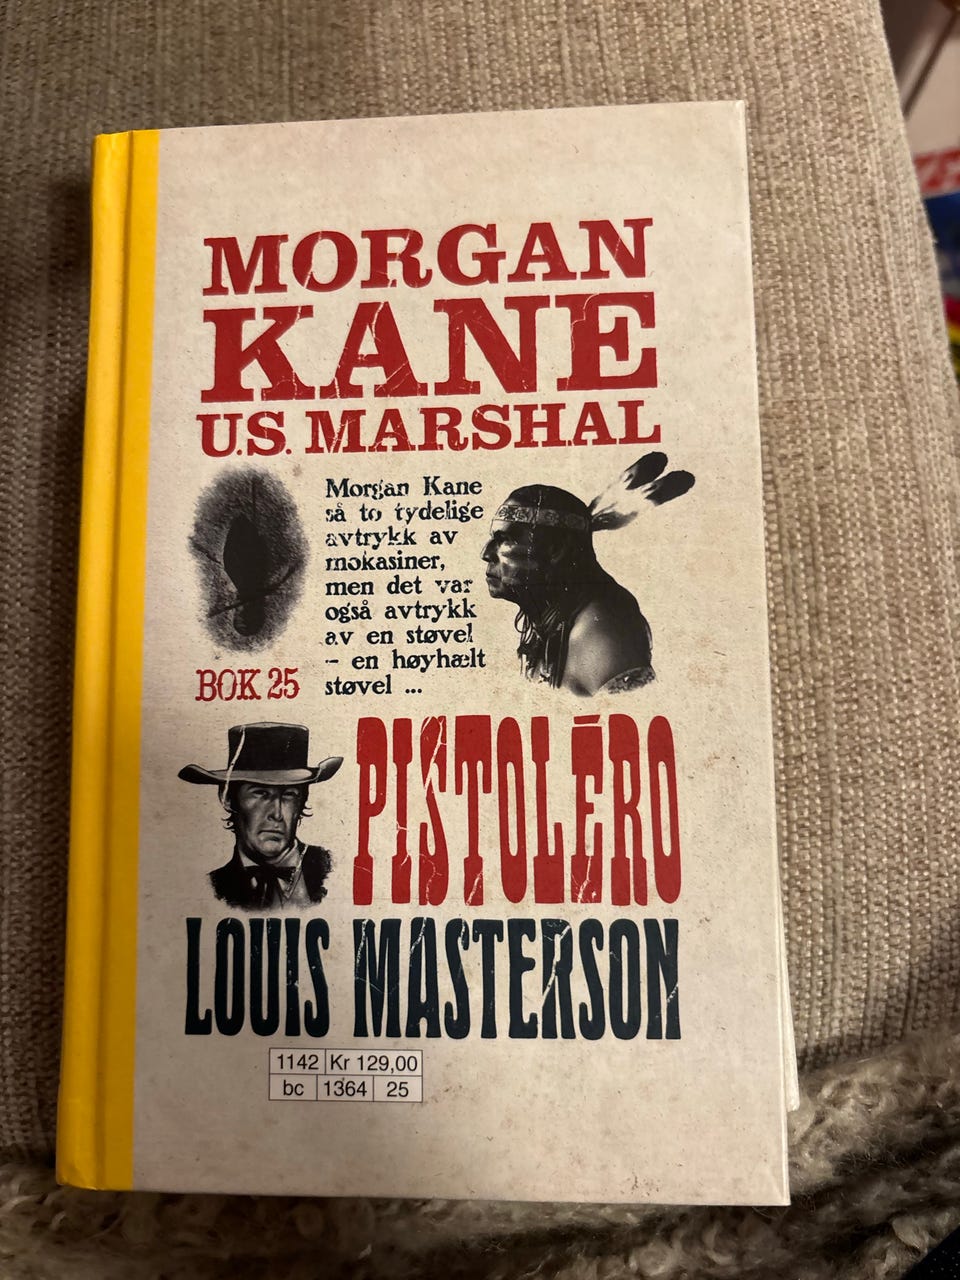 MORGAN
KANE
U.S. MARSHAL
Morgan Kane
så to tydelige
avtrykk av
mokasiner,
men det var
også avtrykk
av en støvel
– en høyhælt
støvel ...
BOK 25
PISTOLÉRO
LOUIS MASTERSON
1142 Kr 129,00
bc 1364 25